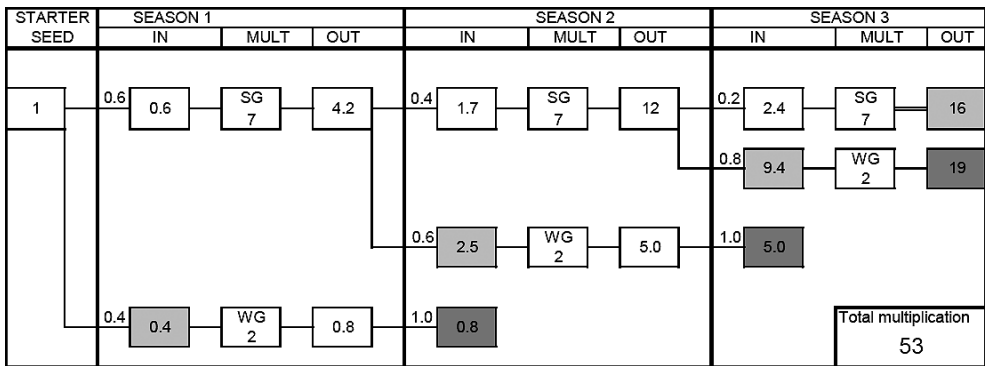 STARTER SEASON 1 SEASON 2 SEASON 3
SEED IN MULT OUT IN MULT OUT IN MULT OUT
1 0.6 0.6 SG 7 4.2 0.4 1.7 SG 7 12 0.2 2.4 SG 7 16
0.8 9.4 WG 2 19
0.6 2.5 WG 2 5.0 1.0 5.0
0.4 0.4 WG 2 0.8 1.0 0.8
Total multiplication
53